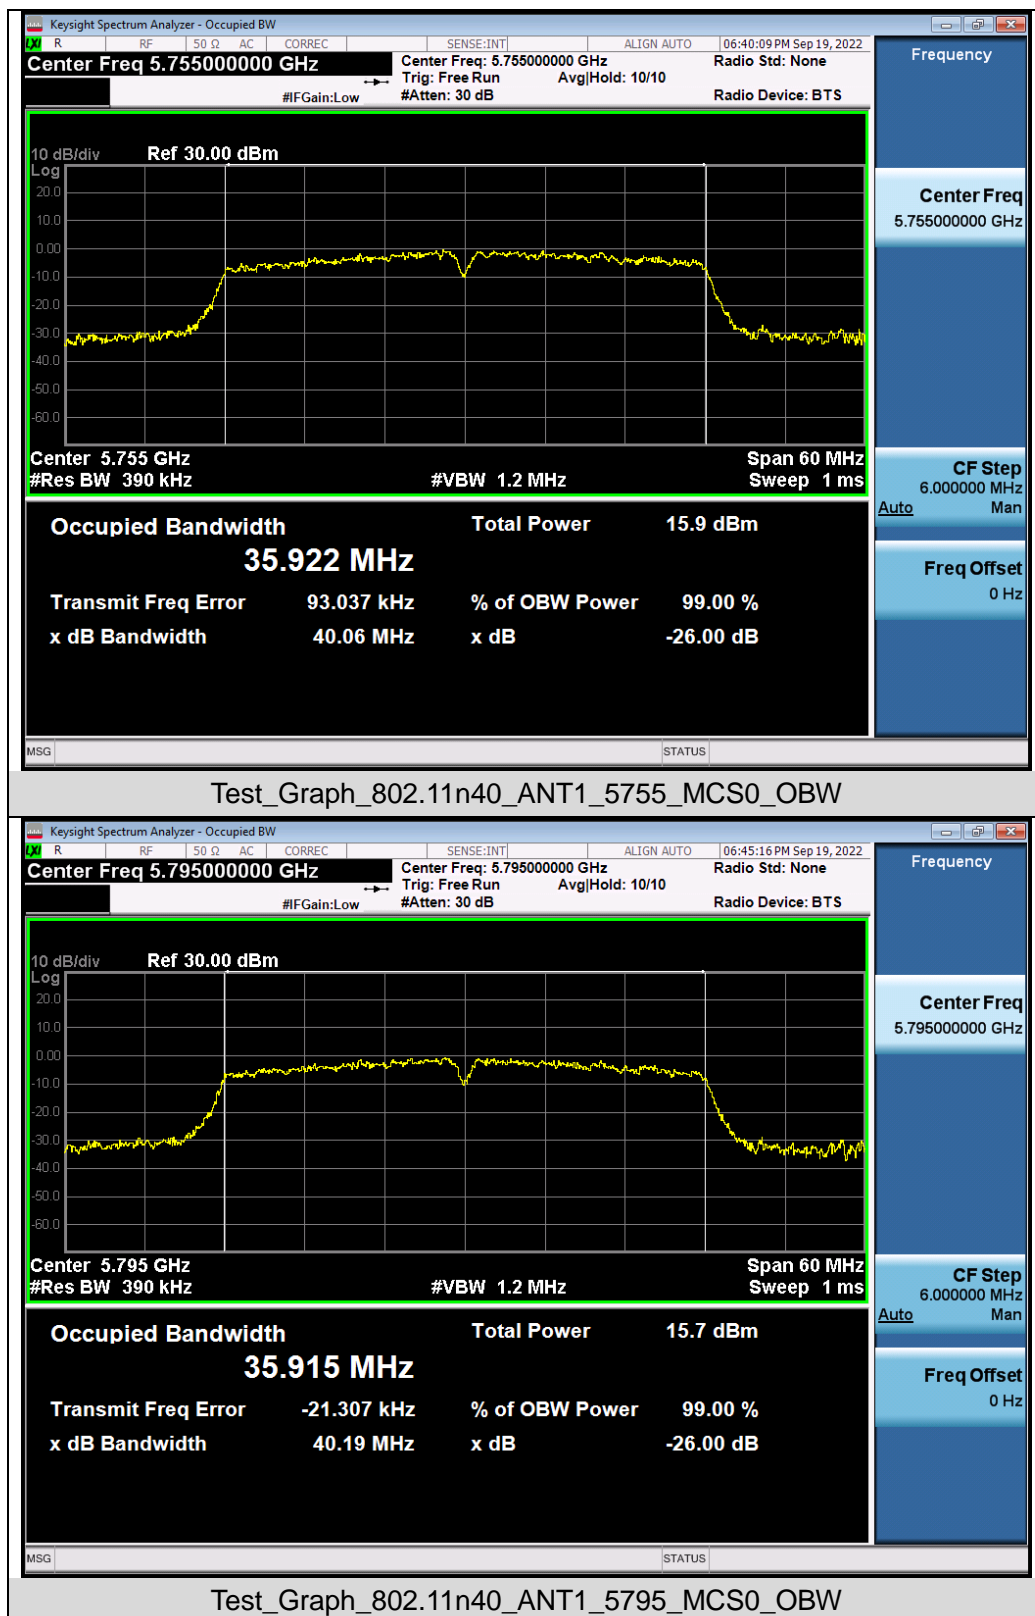 Keysight Spectrum Analyzer - Occupied BW
LXI R RF 50 Ω AC CORREC SENSE:INT ALIGN AUTO 06:40:09 PM Sep 19, 2022
Center Freq 5.755000000 GHz
Center Freq: 5.755000000 GHz
Radio Std: None
Trig: Free Run Avg|Hold: 10/10
#IFGain:Low #Atten: 30 dB Radio Device: BTS
Frequency
10 dB/div Ref 30.00 dBm
Log
20.0
10.0
0.00
-10.0
-20.0
-30.0
-40.0
-50.0
-60.0
Center 5.755 GHz Span 60 MHz
#Res BW 390 kHz #VBW 1.2 MHz Sweep 1 ms
Center Freq
5.755000000 GHz
CF Step
6.000000 MHz
Auto Man
Freq Offset
0 Hz
Occupied Bandwidth Total Power 15.9 dBm
35.922 MHz
Transmit Freq Error 93.037 kHz % of OBW Power 99.00 %
x dB Bandwidth 40.06 MHz x dB -26.00 dB
MSG STATUS
Test_Graph_802.11n40_ANT1_5755_MCS0_OBW
Keysight Spectrum Analyzer - Occupied BW
LXI R RF 50 Ω AC CORREC SENSE:INT ALIGN AUTO 06:45:16 PM Sep 19, 2022
Center Freq 5.795000000 GHz
Center Freq: 5.795000000 GHz
Radio Std: None
Trig: Free Run Avg|Hold: 10/10
#IFGain:Low #Atten: 30 dB Radio Device: BTS
Frequency
10 dB/div Ref 30.00 dBm
Log
20.0
10.0
0.00
-10.0
-20.0
-30.0
-40.0
-50.0
-60.0
Center 5.795 GHz Span 60 MHz
#Res BW 390 kHz #VBW 1.2 MHz Sweep 1 ms
Center Freq
5.795000000 GHz
CF Step
6.000000 MHz
Auto Man
Freq Offset
0 Hz
Occupied Bandwidth Total Power 15.7 dBm
35.915 MHz
Transmit Freq Error -21.307 kHz % of OBW Power 99.00 %
x dB Bandwidth 40.19 MHz x dB -26.00 dB
MSG STATUS
Test_Graph_802.11n40_ANT1_5795_MCS0_OBW